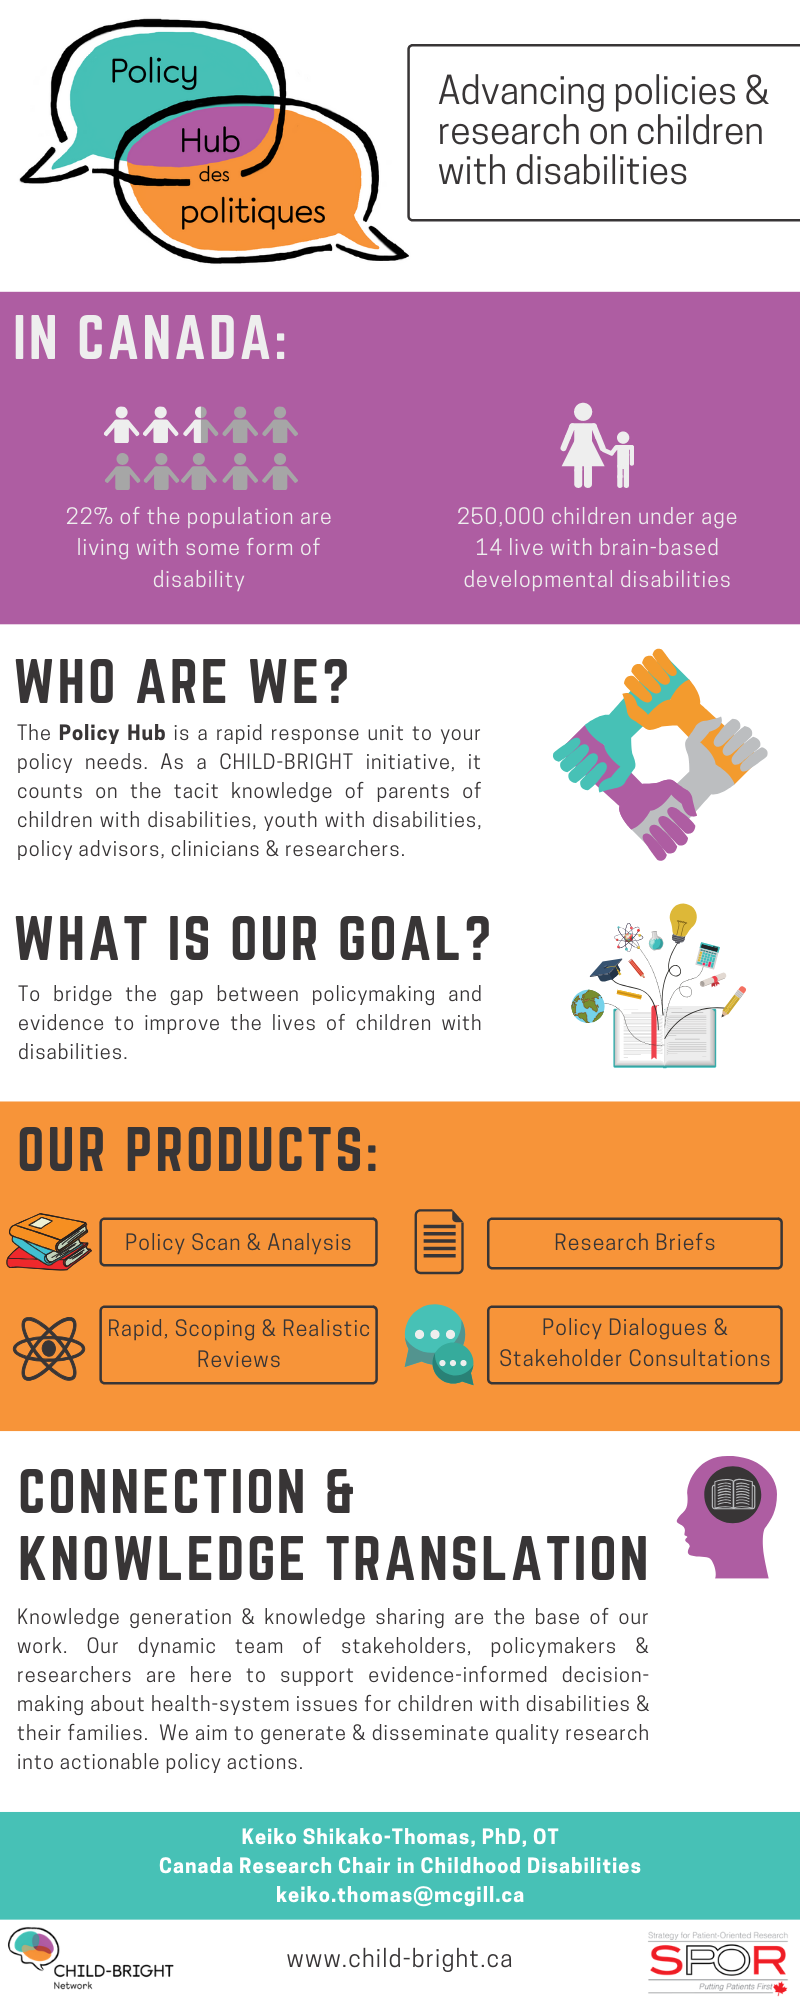 Policy
Hub
des
politiques
Advancing policies &
research on children
with disabilities
IN CANADA:
22% of the population are
living with some form of
disability
250,000 children under age
14 live with brain-based
developmental disabilities
WHO ARE WE?
The Policy Hub is a rapid response unit to your
policy needs. As a CHILD-BRIGHT initiative, it
counts on the tacit knowledge of parents of
children with disabilities, youth with disabilities,
policy advisors, clinicians & researchers.
WHAT IS OUR GOAL?
To bridge the gap between policymaking and
evidence to improve the lives of children with
disabilities.
OUR PRODUCTS:
Policy Scan & Analysis
Research Briefs
Rapid, Scoping & Realistic
Reviews
Policy Dialogues &
Stakeholder Consultations
CONNECTION &
KNOWLEDGE TRANSLATION
Knowledge generation & knowledge sharing are the base of our
work. Our dynamic team of stakeholders, policymakers &
researchers are here to support evidence-informed decision-
making about health-system issues for children with disabilities &
their families. We aim to generate & disseminate quality research
into actionable policy actions.
Keiko Shikako-Thomas, PhD, OT
Canada Research Chair in Childhood Disabilities
keiko.thomas@mcgill.ca
CHILD-BRIGHT
Network
www.child-bright.ca
Strategy for Patient-Oriented Research
SPOR
Putting Patients First